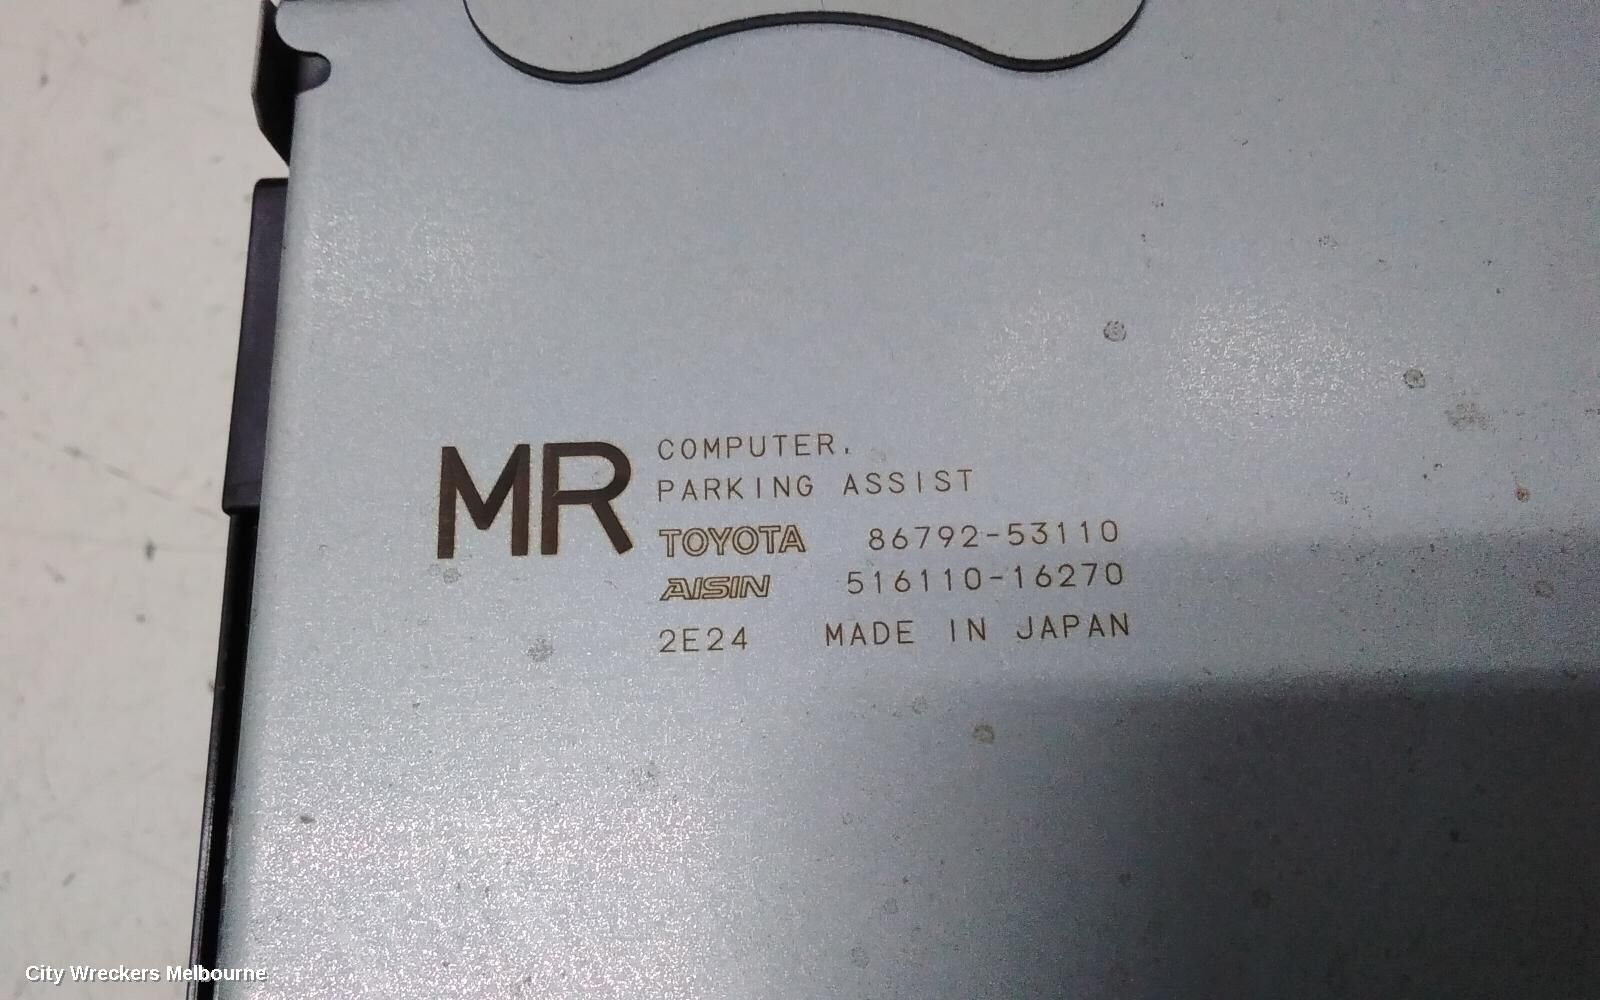 MR
COMPUTER.
PARKING ASSIST
TOYOTA 86792-53110
AISIN 516110-16270
2E24 MADE IN JAPAN
City Wreckers Melbourne